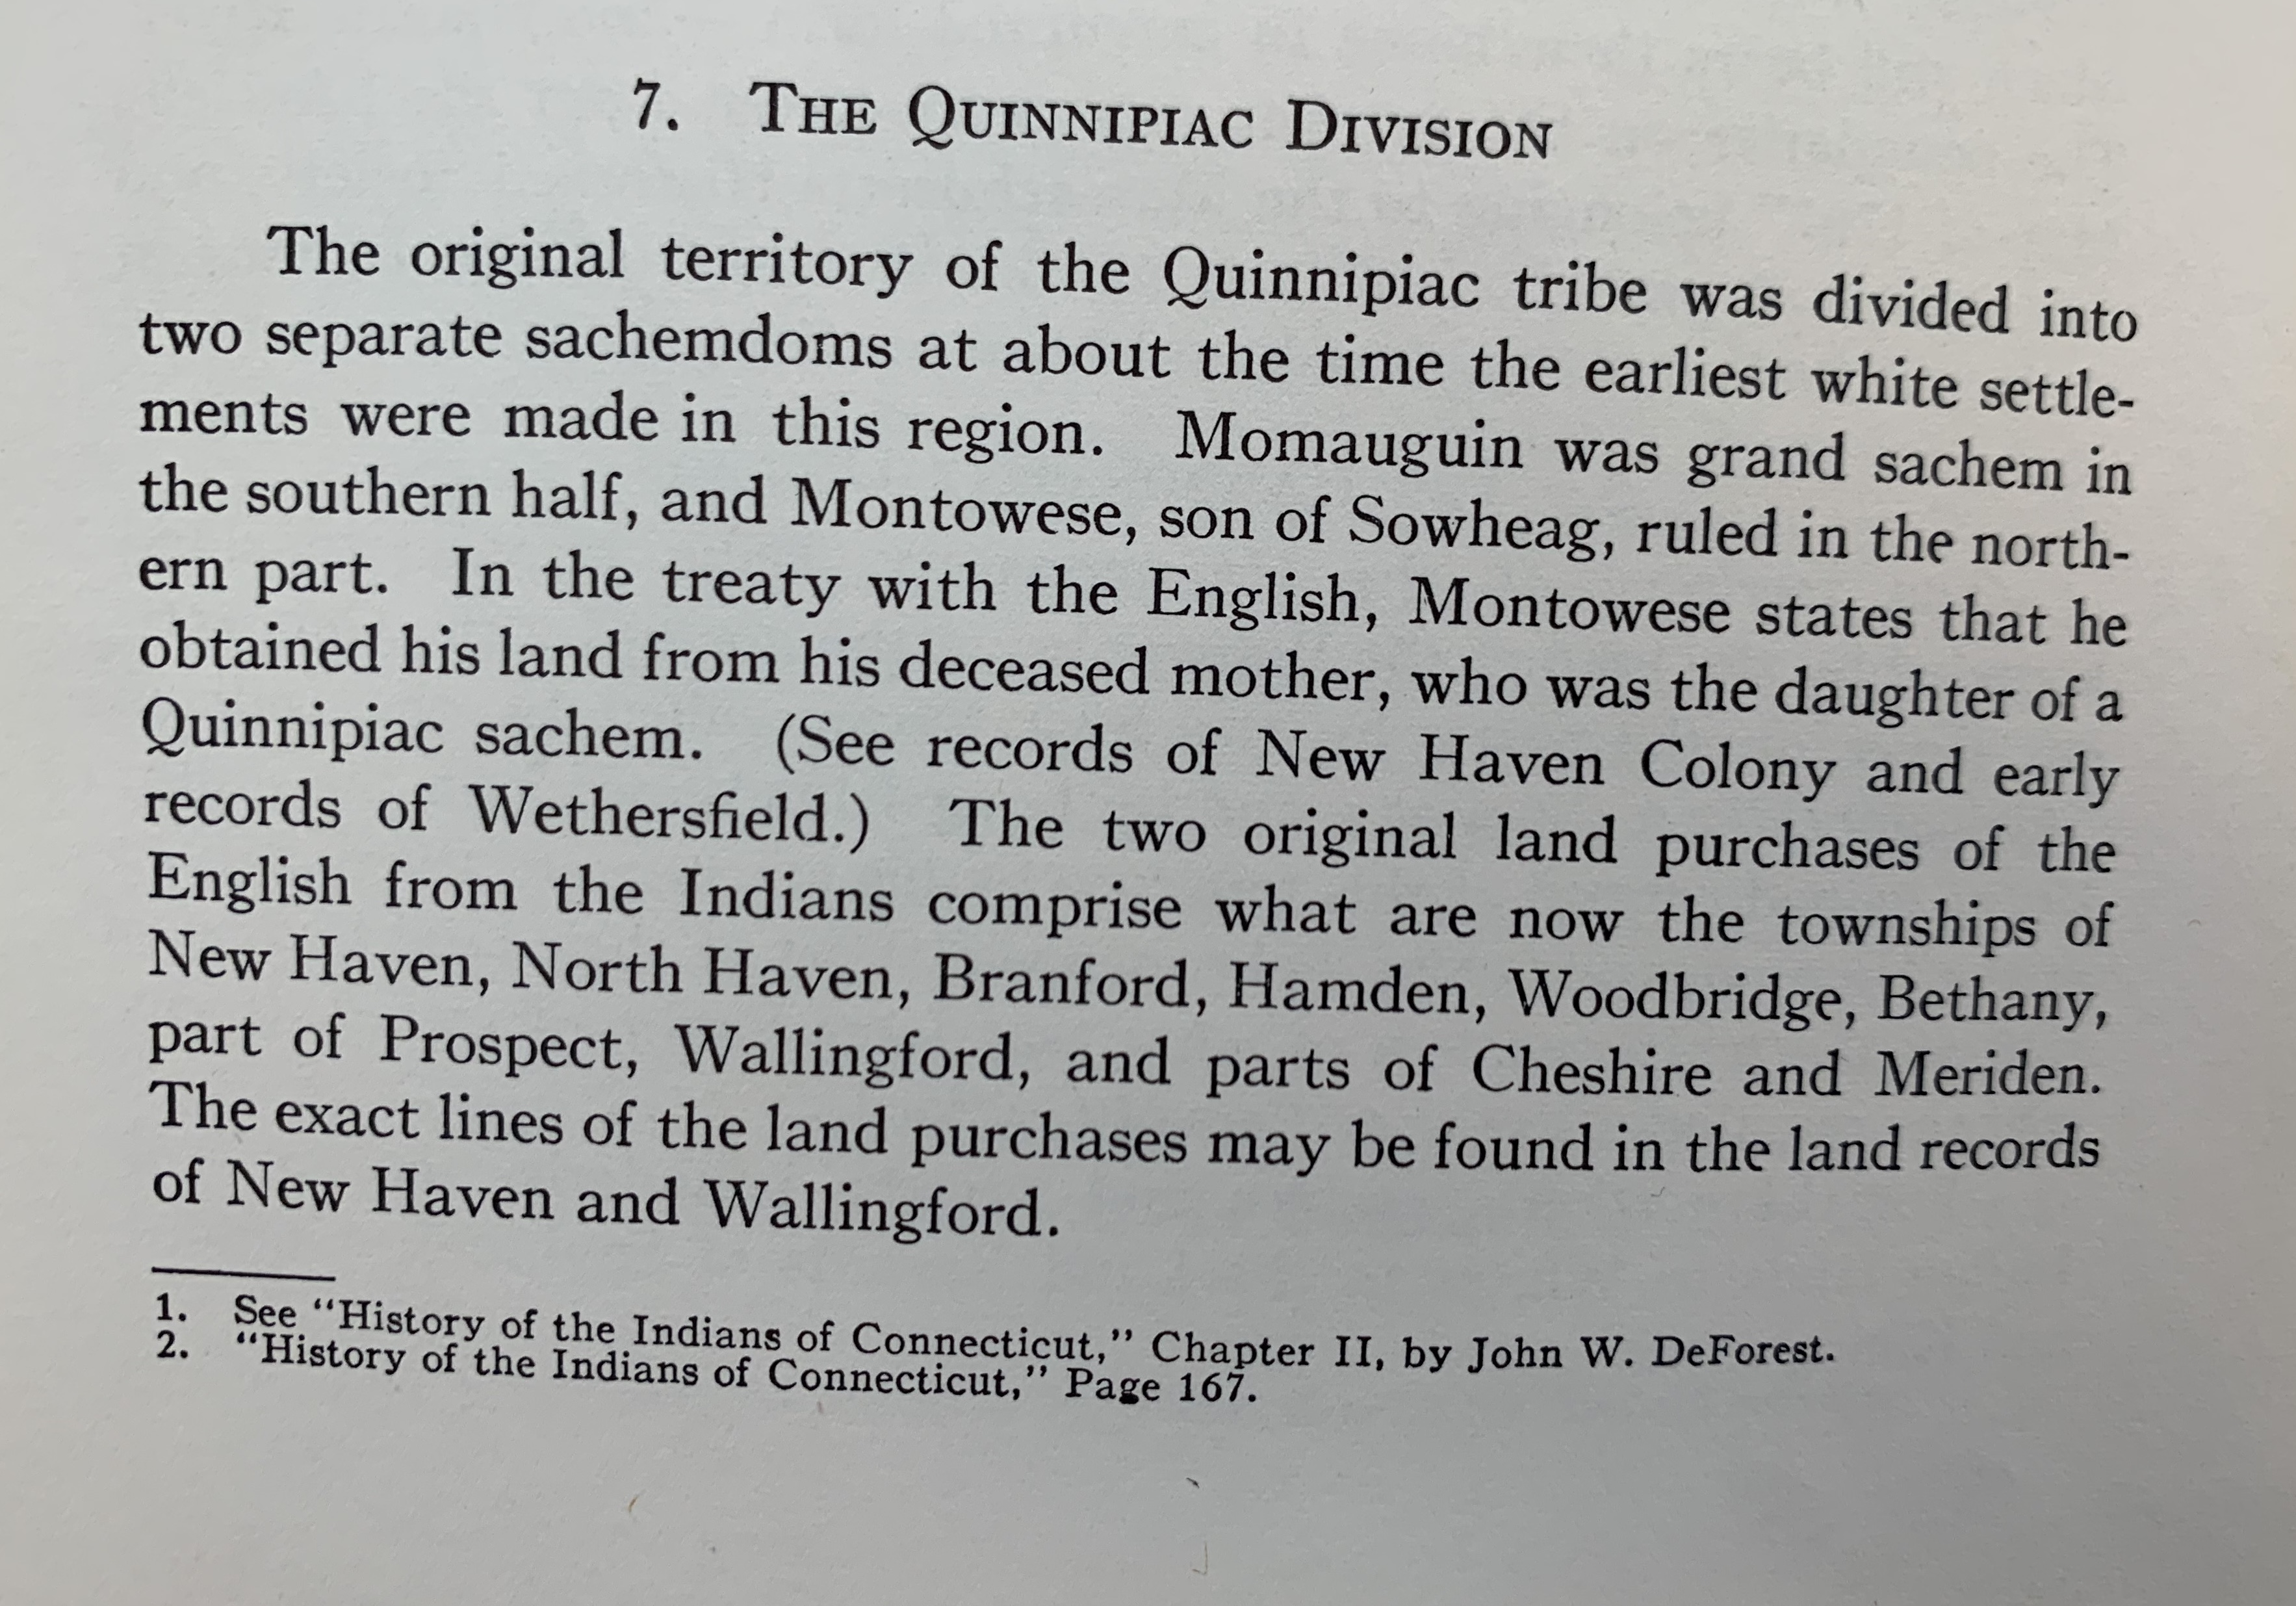 7. The Quinnipiac Division
The original territory of the Quinnipiac tribe was divided into
two separate sachemdoms at about the time the earliest white settle-
ments were made in this region. Momauguin was grand sachem in
the southern half, and Montowese, son of Sowheag, ruled in the north-
ern part. In the treaty with the English, Montowese states that he
obtained his land from his deceased mother, who was the daughter of a
Quinnipiac sachem. (See records of New Haven Colony and early
records of Wethersfield.) The two original land purchases of the
English from the Indians comprise what are now the townships of
New Haven, North Haven, Branford, Hamden, Woodbridge, Bethany,
part of Prospect, Wallingford, and parts of Cheshire and Meriden.
The exact lines of the land purchases may be found in the land records
of New Haven and Wallingford.
1. See "History of the Indians of Connecticut," Chapter II, by John W. DeForest.
2. "History of the Indians of Connecticut," Page 167.